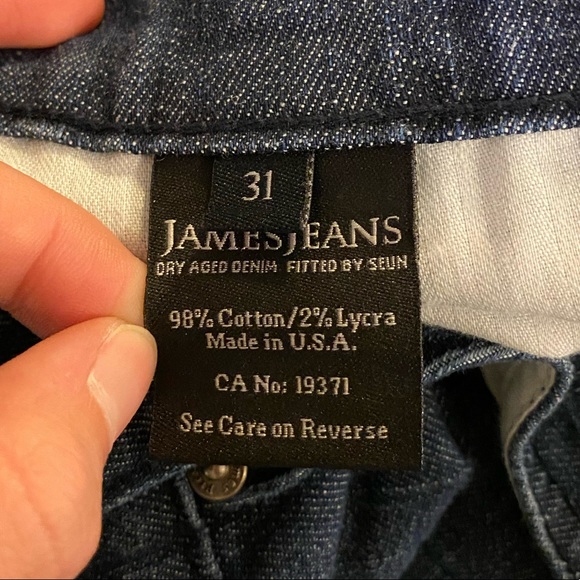 31
JAMES JEANS
DRY AGED DENIM FITTED BY SEUN
98% Cotton/2% Lycra
Made in U.S.A.
CA No: 19371
See Care on Reverse